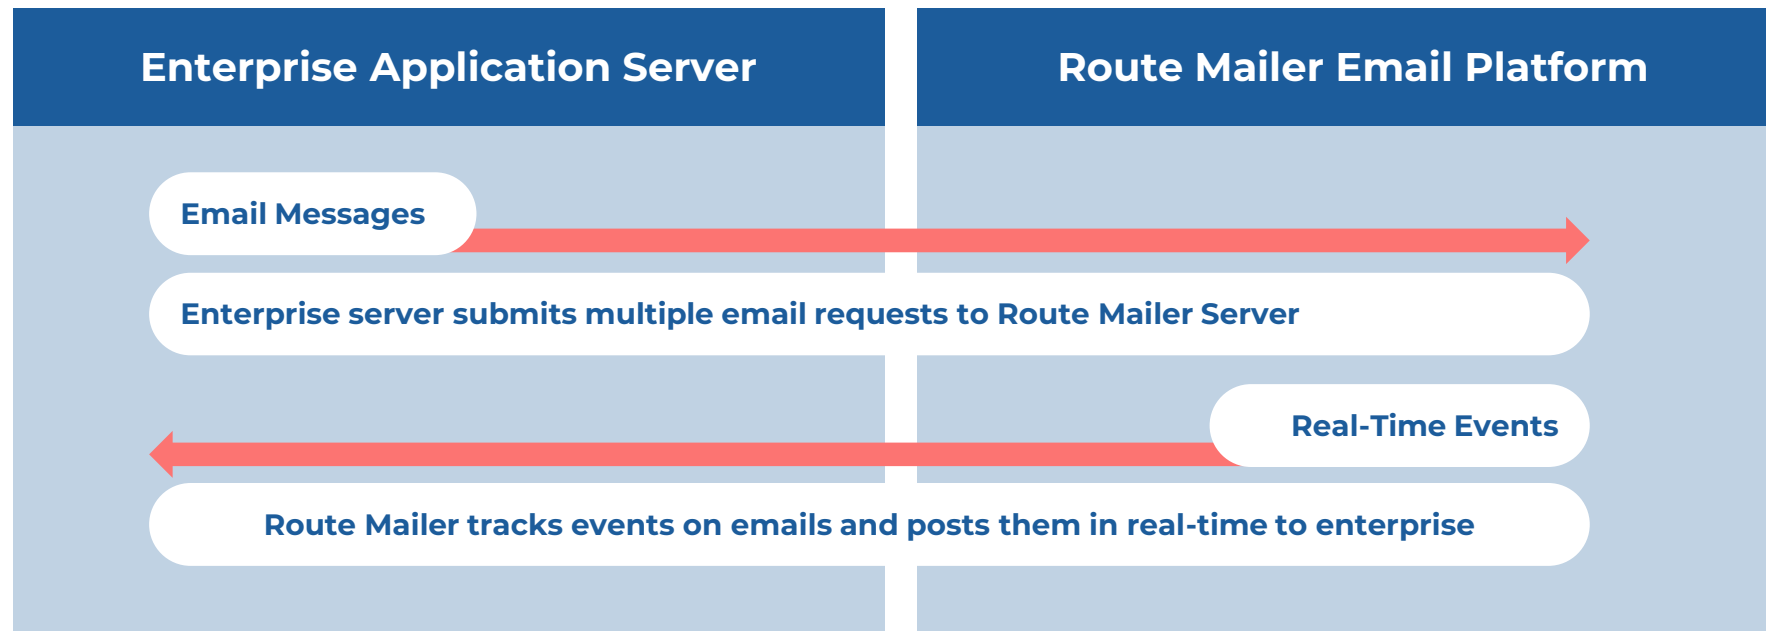 Enterprise Application Server
Route Mailer Email Platform
Email Messages
Enterprise server submits multiple email requests to Route Mailer Server
Real-Time Events
Route Mailer tracks events on emails and posts them in real-time to enterprise